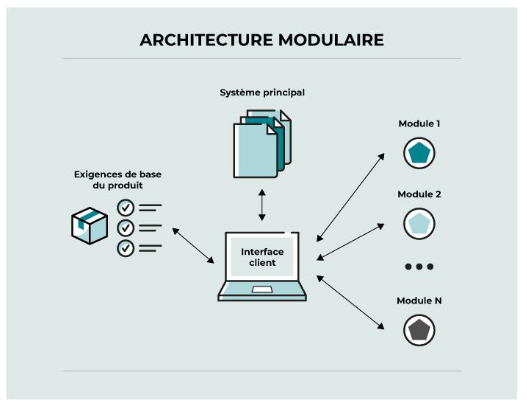 ARCHITECTURE MODULAIRE
Système principal
Module 1
Exigences de base
du produit
Module 2
Interface
client
Module N